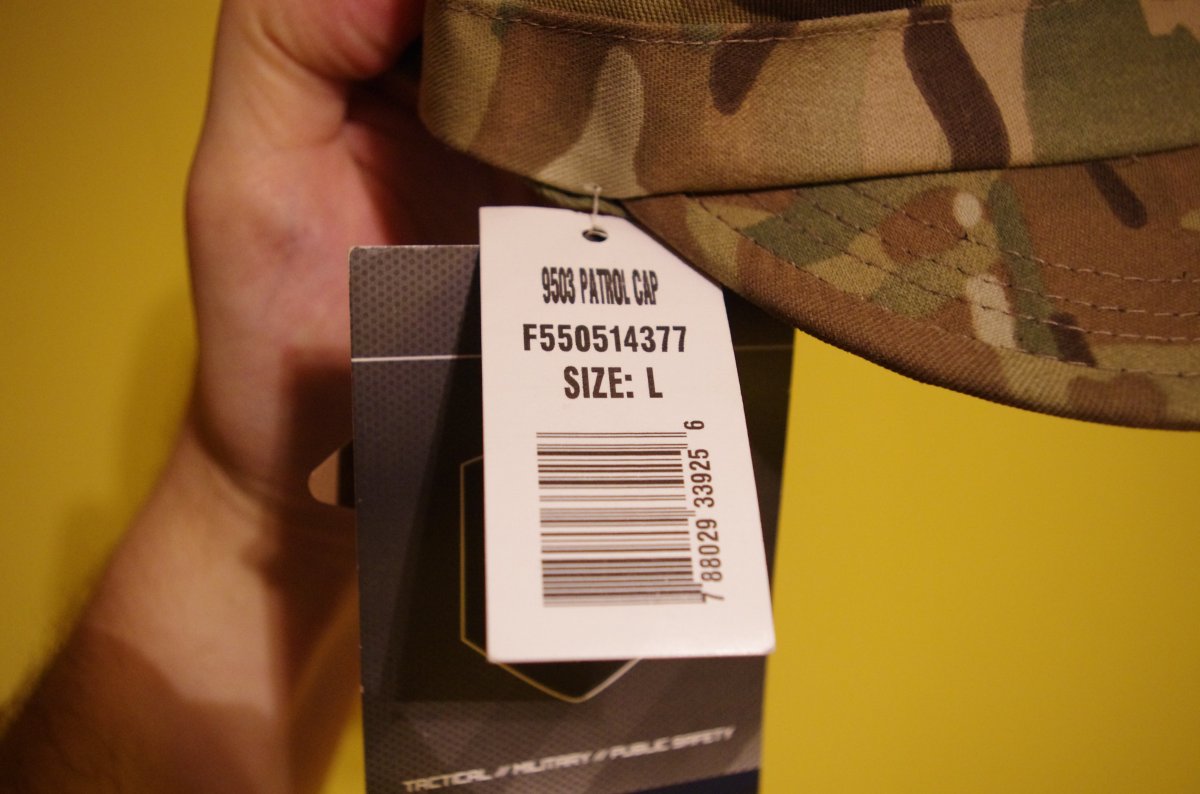 9503 PATROL CAP
F550514377
SIZE: L
7 88029 33925 6
TACTICAL // MILITARY // PUBLIC SAFETY